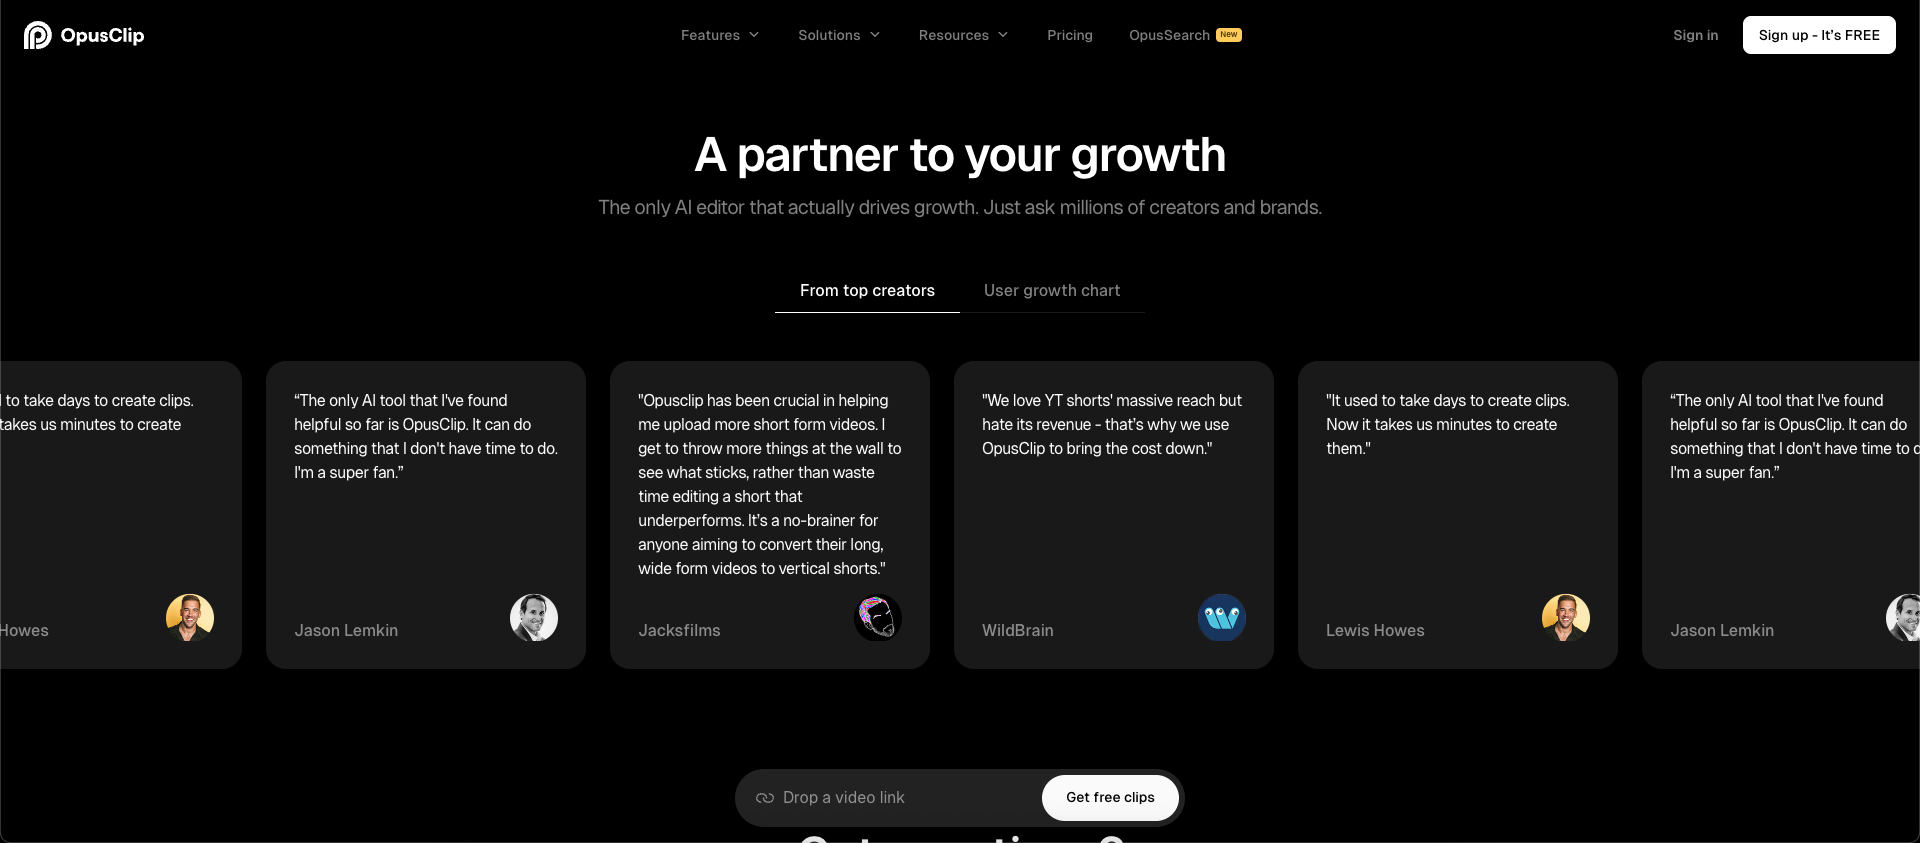 OpusClip
Features
Solutions
Resources
Pricing
OpusSearch New
Sign in
Sign up - It's FREE
A partner to your growth
The only AI editor that actually drives growth. Just ask millions of creators and brands.
From top creators
User growth chart
to take days to create clips.
takes us minutes to create
Howes
“The only AI tool that I've found
helpful so far is OpusClip. It can do
something that I don't have time to do.
I'm a super fan.”
Jason Lemkin
"Opusclip has been crucial in helping
me upload more short form videos. I
get to throw more things at the wall to
see what sticks, rather than waste
time editing a short that
underperforms. It’s a no-brainer for
anyone aiming to convert their long,
wide form videos to vertical shorts."
Jacksfilms
"We love YT shorts' massive reach but
hate its revenue - that’s why we use
OpusClip to bring the cost down."
WildBrain
"It used to take days to create clips.
Now it takes us minutes to create
them."
Lewis Howes
“The only AI tool that I've found
helpful so far is OpusClip. It can do
something that I don't have time to
I'm a super fan.”
Jason Lemkin
Drop a video link
Get free clips